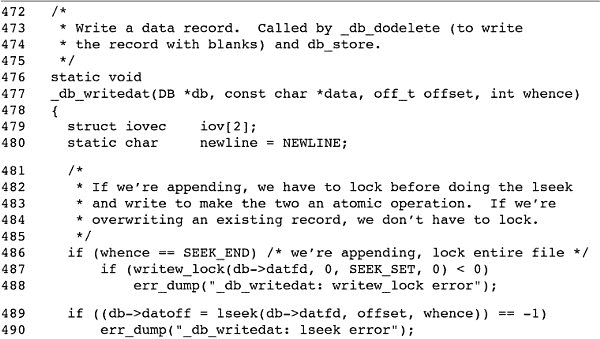 472 /*
473  * Write a data record.  Called by _db_dodelete (to write
474  * the record with blanks) and db_store.
475  */
476 static void
477 _db_writedat(DB *db, const char *data, off_t offset, int whence)
478 {
479   struct iovec    iov[2];
480   static char     newline = NEWLINE;
481   /*
482    * If we’re appending, we have to lock before doing the lseek
483    * and write to make the two an atomic operation.  If we’re
484    * overwriting an existing record, we don’t have to lock.
485    */
486   if (whence == SEEK_END) /* we’re appending, lock entire file */
487       if (writew_lock(db->datfd, 0, SEEK_SET, 0) < 0)
488           err_dump("_db_writedat: writew_lock error");
489   if ((db->datoff = lseek(db->datfd, offset, whence)) == -1)
490       err_dump("_db_writedat: lseek error");